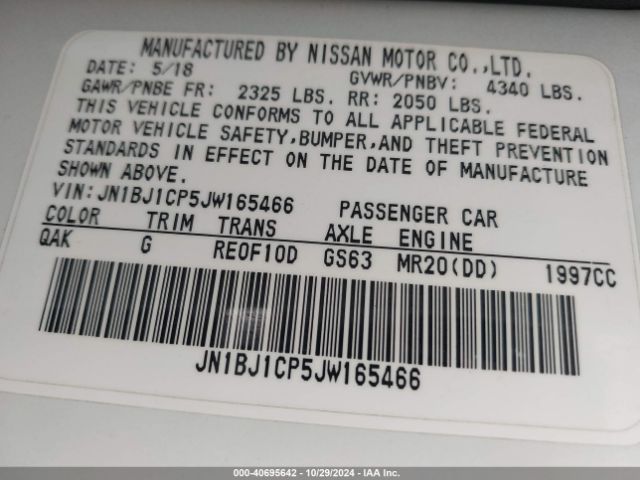 MANUFACTURED BY NISSAN MOTOR CO.,LTD.
DATE: 5/18 GVWR/PNBV: 4340 LBS.
GAWR/PNBE FR: 2325 LBS. RR: 2050 LBS.
THIS VEHICLE CONFORMS TO ALL APPLICABLE FEDERAL
MOTOR VEHICLE SAFETY,BUMPER,AND THEFT PREVENTION
STANDARDS IN EFFECT ON THE DATE OF MANUFACTURE
SHOWN ABOVE.
VIN:JN1BJ1CP5JW165466 PASSENGER CAR
COLOR TRIM TRANS AXLE ENGINE
QAK G RE0F10D GS63 MR20(DD) 1997CC
JN1BJ1CP5JW165466
000-40695642 / 10/29/2024 - IAAI.COM